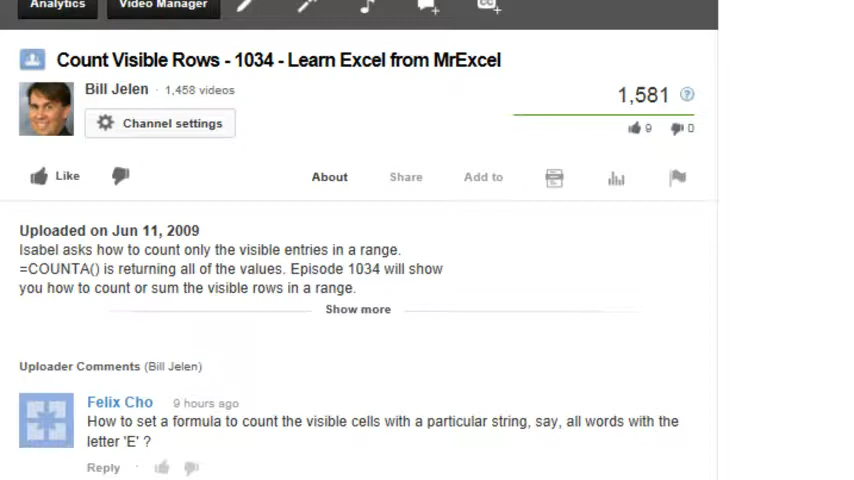 Analytics Video Manager
Count Visible Rows - 1034 - Learn Excel from MrExcel
Bill Jelen · 1,458 videos
Channel settings
1,581 ?
9 0
Like About Share Add to
Uploaded on Jun 11, 2009
Isabel asks how to count only the visible entries in a range.
=COUNTA() is returning all of the values. Episode 1034 will show
you how to count or sum the visible rows in a range.
Show more
Uploader Comments (Bill Jelen)
Felix Cho 9 hours ago
How to set a formula to count the visible cells with a particular string, say, all words with the
letter 'E' ?
Reply ·